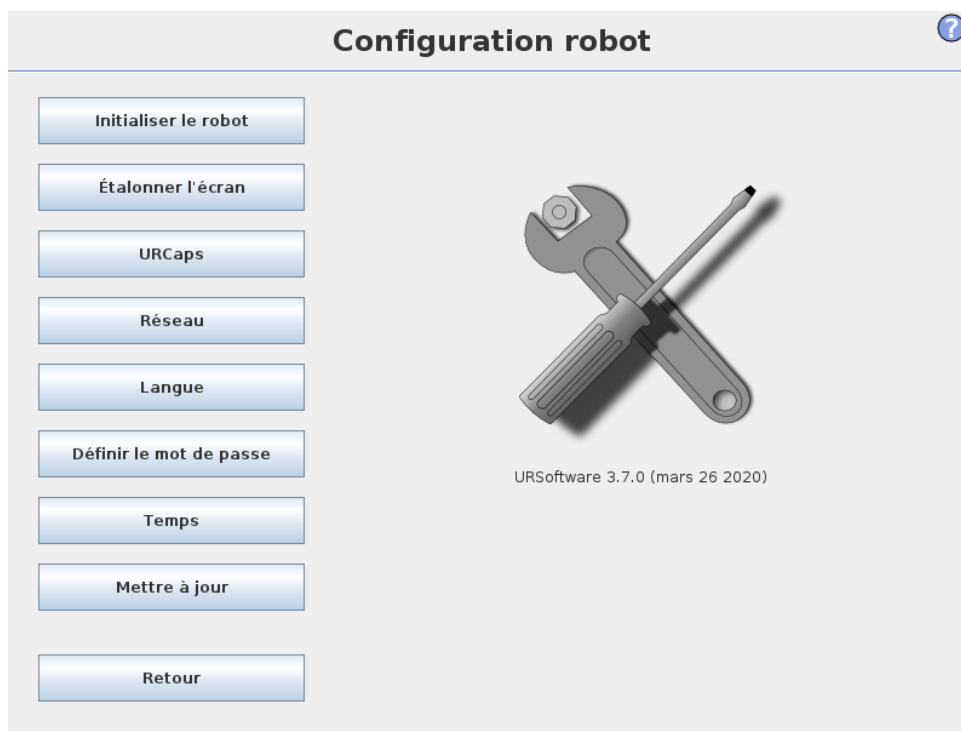 Configuration robot
?
Initialiser le robot
Étalonner l'écran
URCaps
Réseau
Langue
Définir le mot de passe
Temps
Mettre à jour
Retour
URSoftware 3.7.0 (mars 26 2020)